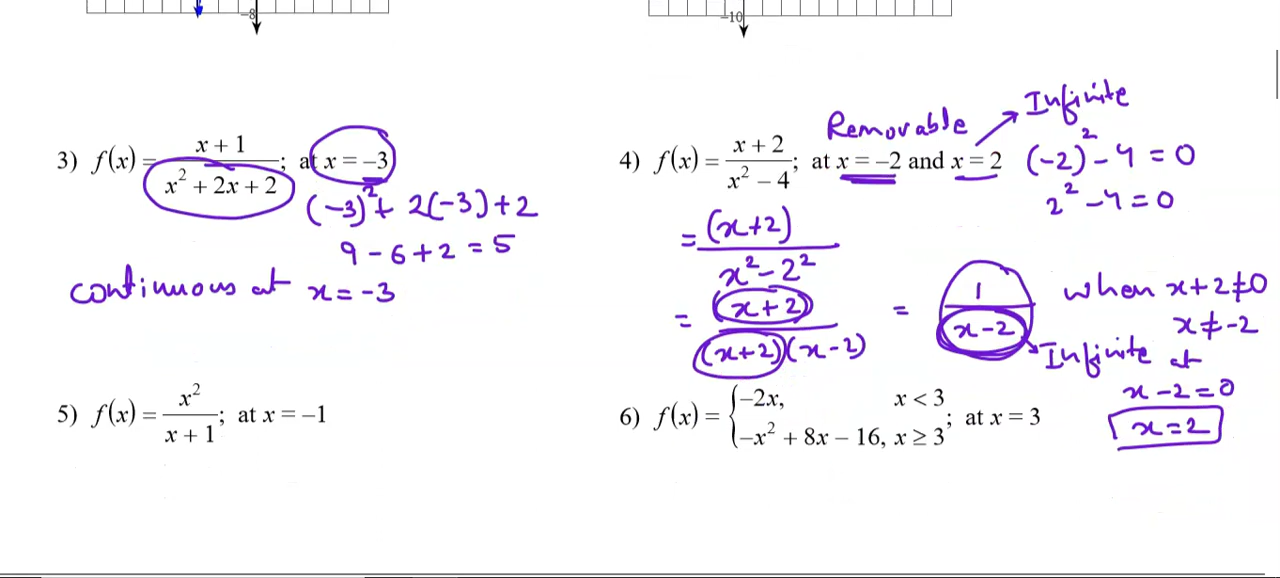 -8
-10
3) f(x) = (x + 1)/(x² + 2x + 2); at x = -3
(-3)² + 2(-3) + 2
9 - 6 + 2 = 5
continuous at x = -3
4) f(x) = (x + 2)/(x² - 4); at x = -2 and x = 2
Removable
Infinite
(-2)² - 4 = 0
2² - 4 = 0
= (x+2)/(x² - 2²)
= (x+2)/((x+2)(x-2)) = 1/(x-2) when x+2≠0
x≠-2
Infinite at
x-2=0
x=2
5) f(x) = x²/(x + 1); at x = -1
6) f(x) = { -2x, x < 3
-x² + 8x - 16, x ≥ 3 ; at x = 3